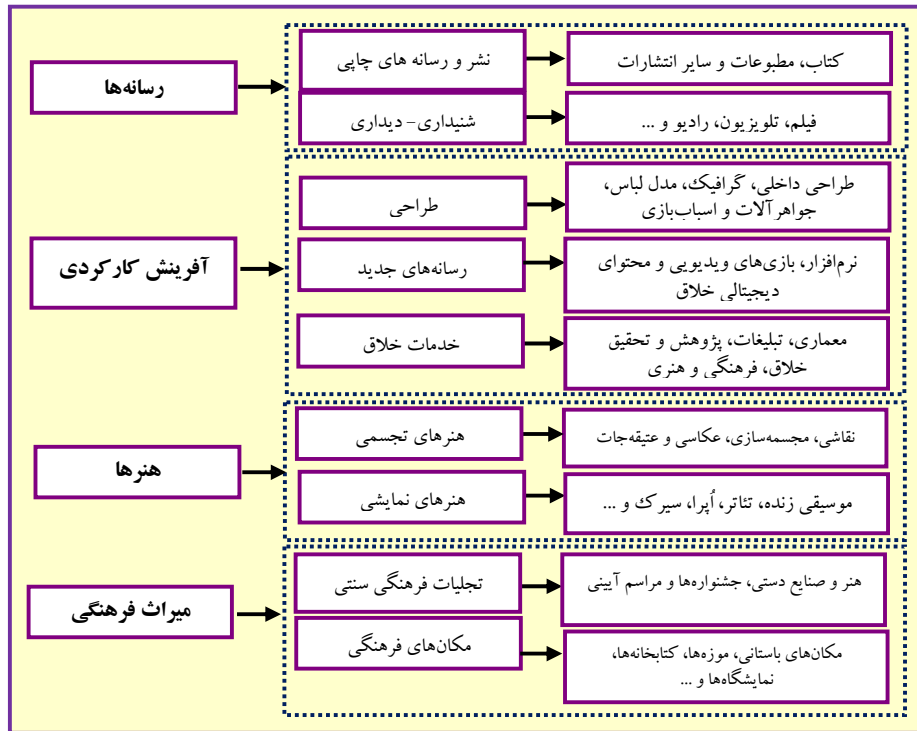 رسانه‌ها
نشر و رسانه های چاپی
کتاب، مطبوعات و سایر انتشارات
شنیداری- دیداری
فیلم، تلویزیون، رادیو و ...
آفرینش کارکردی
طراحی
طراحی داخلی، گرافیک، مدل لباس،
جواهرآلات و اسباب‌بازی
رسانه‌های جدید
نرم‌افزار، بازی‌های ویدیویی و محتوای
دیجیتالی خلاق
خدمات خلاق
معماری، تبلیغات، پژوهش و تحقیق
خلاق، فرهنگی و هنری
هنرها
هنرهای تجسمی
نقاشی، مجسمه‌سازی، عکاسی و عتیقه‌جات
هنرهای نمایشی
موسیقی زنده، تئاتر، اُپرا، سیرک و ...
میراث فرهنگی
تجلیات فرهنگی سنتی
هنر و صنایع دستی، جشنواره‌ها و مراسم آیینی
مکان‌های فرهنگی
مکان‌های باستانی، موزه‌ها، کتابخانه‌ها،
نمایشگاه‌ها و ...